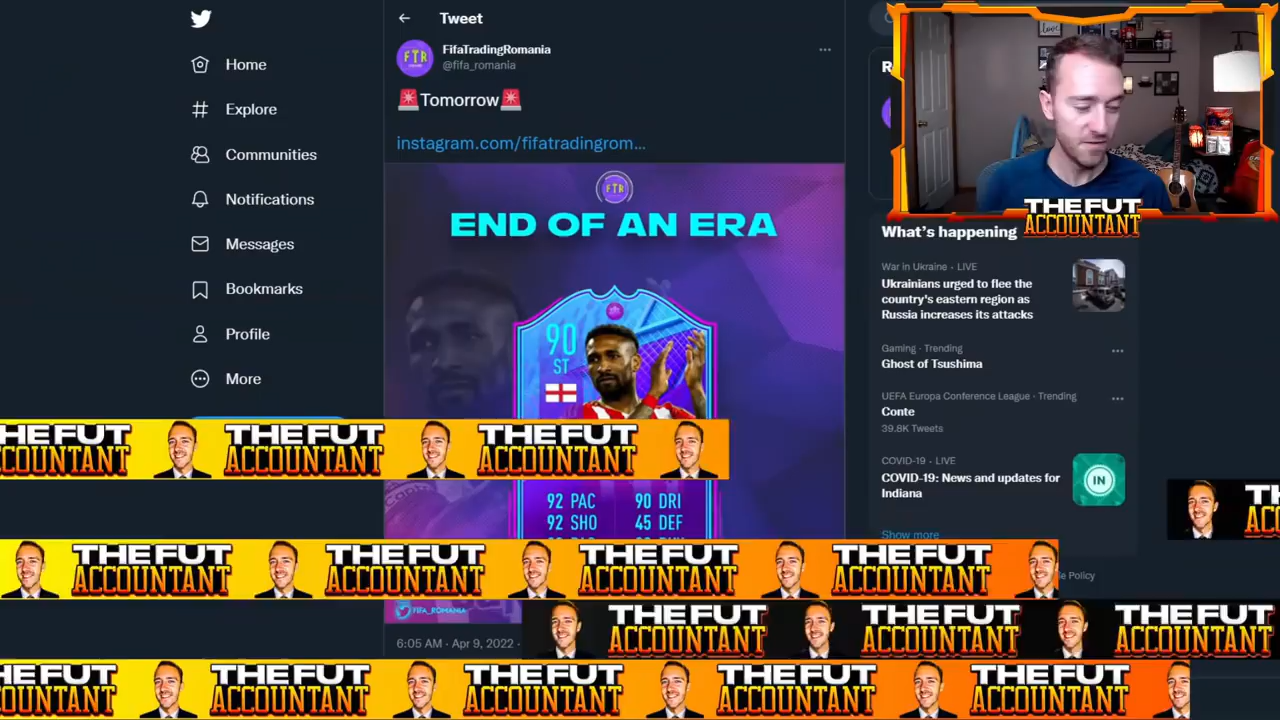 Home
Explore
Communities
Notifications
Messages
Bookmarks
Profile
More
Tweet
FTR
FifaTradingRomania
@fifa_romania
🚨Tomorrow🚨
instagram.com/fifatradingrom...
FTR
END OF AN ERA
90
ST
92 PAC
90 DRI
92 SHO
45 DEF
FIFA_ROMANIA
6:05 AM · Apr 9, 2022 ·
R
THE FUT
ACCOUNTANT
What's happening
War in Ukraine · LIVE
Ukrainians urged to flee the
country's eastern region as
Russia increases its attacks
Gaming · Trending
Ghost of Tsushima
UEFA Europa Conference League · Trending
Conte
39.8K Tweets
COVID-19 · LIVE
COVID-19: News and updates for
Indiana
IN
Show more
Policy
THE FUT THE FUT THE FUT
COUNTANT ACCOUNTANT ACCOUNTANT
TH
ACC
THE FUT THE FUT THE FUT THE FUT
ACCOUNTANT ACCOUNTANT ACCOUNTANT ACCOUNTANT
THE FUT THE FUT THE FUT
ACCOUNTANT ACCOUNTANT ACCOUNTANT
THE FUT THE FUT THE FUT THE FUT THE FUT
COUNTANT ACCOUNTANT ACCOUNTANT ACCOUNTANT ACCOUNTANT